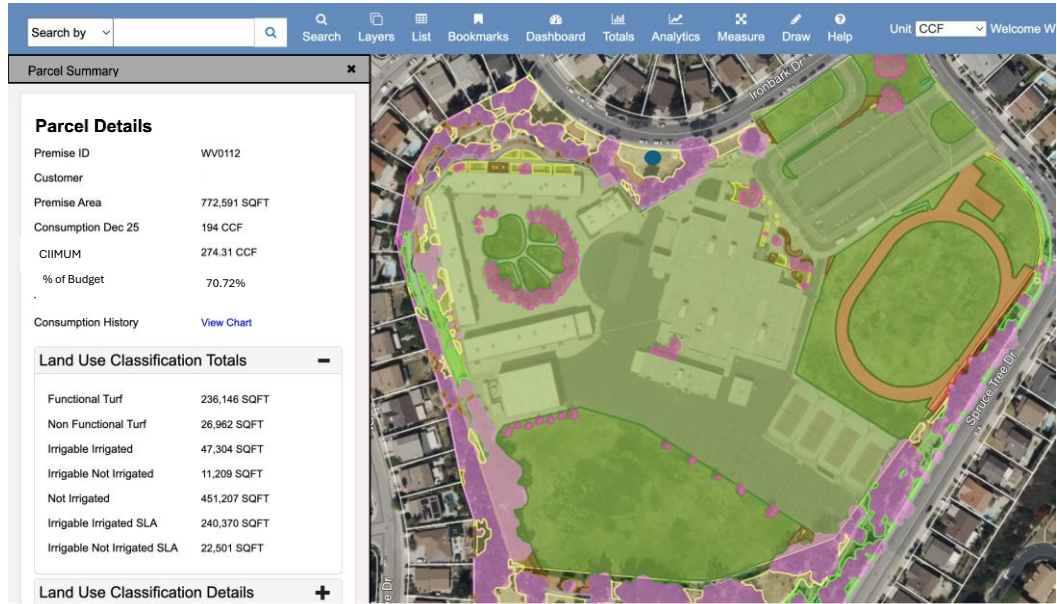 Search by
Search
Layers
List
Bookmarks
Dashboard
Totals
Analytics
Measure
Draw
Help
Unit CCF Welcome W
Parcel Summary ×
Parcel Details
Premise ID WV0112
Customer
Premise Area 772,591 SQFT
Consumption Dec 25 194 CCF
CIIMUM 274.31 CCF
% of Budget 70.72%
.
Consumption History View Chart
Land Use Classification Totals −
Functional Turf 236,146 SQFT
Non Functional Turf 26,962 SQFT
Irrigable Irrigated 47,304 SQFT
Irrigable Not Irrigated 11,209 SQFT
Not Irrigated 451,207 SQFT
Irrigable Irrigated SLA 240,370 SQFT
Irrigable Not Irrigated SLA 22,501 SQFT
Land Use Classification Details +
Ironbark Dr
Spruce Tree Dr
e Dr